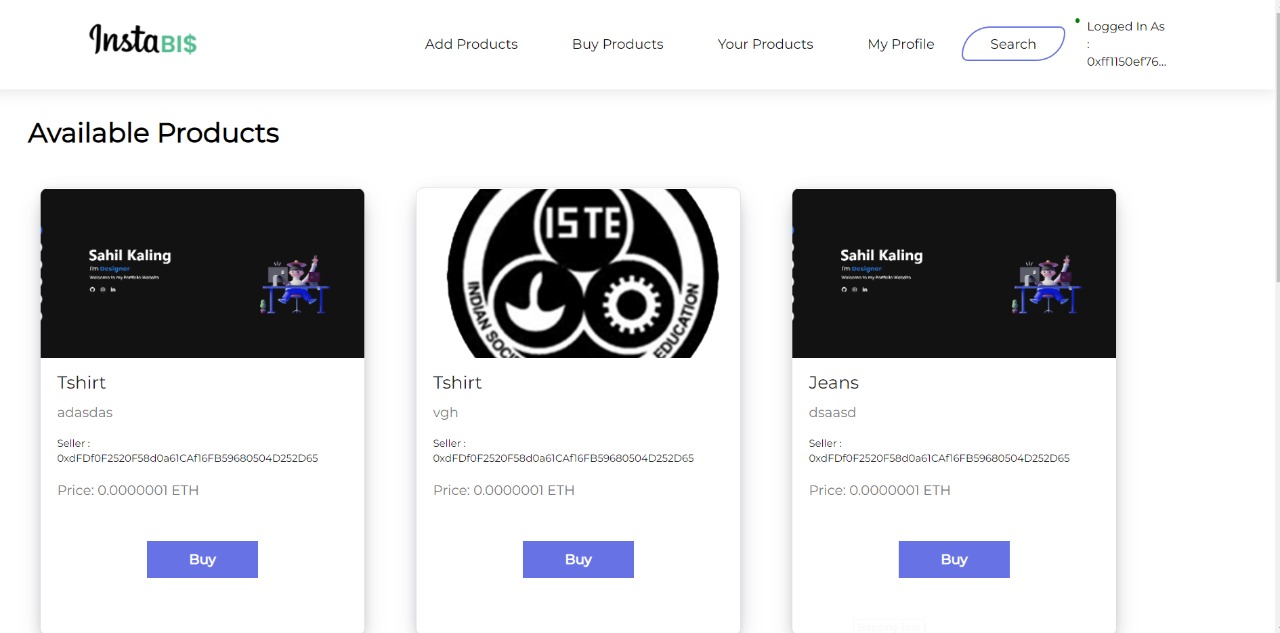 InstaBI$
Add Products
Buy Products
Your Products
My Profile
Search
Logged In As
:
0xff1150ef76...
Available Products
Sahil Kaling
I'm Designer
Welcome to my Portfolio Website
Tshirt
adasdas
Seller :
0xdFDf0F2520F58d0a61CAf16FB59680504D252D65
Price: 0.0000001 ETH
Buy
ISTE
INDIAN
EDUCATION
Tshirt
vgh
Seller :
0xdFDf0F2520F58d0a61CAf16FB59680504D252D65
Price: 0.0000001 ETH
Buy
Sahil Kaling
I'm Designer
Welcome to my Portfolio Website
Jeans
dsaasd
Seller :
0xdFDf0F2520F58d0a61CAf16FB59680504D252D65
Price: 0.0000001 ETH
Buy